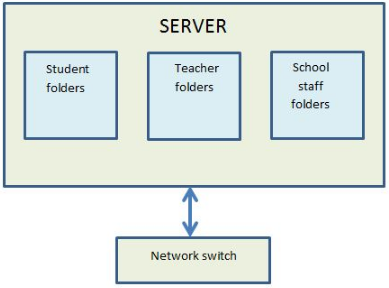 SERVER
Student
folders
Teacher
folders
School
staff
folders
Network switch